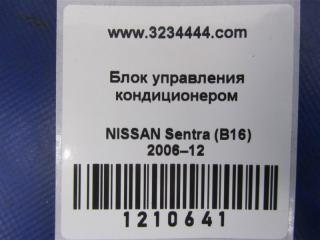 www.3234444.com
Блок управления
кондиционером
NISSAN Sentra (B16)
2006–12
1210641